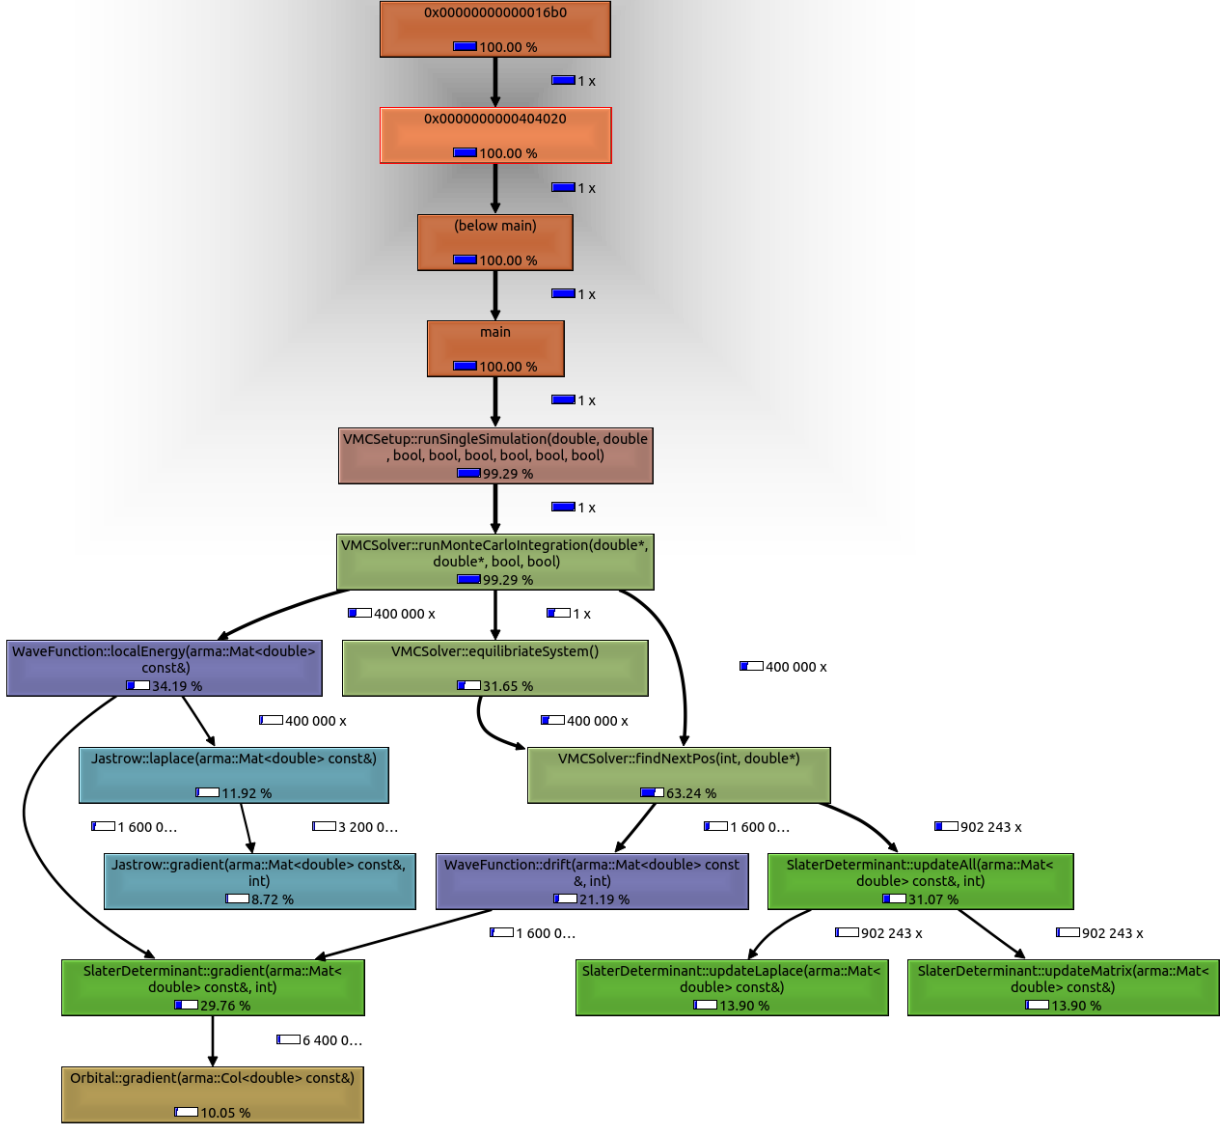 0x00000000000016b0
100.00 %
1 x
0x0000000000404020
100.00 %
1 x
(below main)
100.00 %
1 x
main
100.00 %
1 x
VMCSetup::runSingleSimulation(double, double
, bool, bool, bool, bool, bool, bool)
99.29 %
1 x
VMCSolver::runMonteCarloIntegration(double*,
double*, bool, bool)
99.29 %
400 000 x
1 x
400 000 x
WaveFunction::localEnergy(arma::Mat<double>
const&)
34.19 %
VMCSolver::equilibriateSystem()
31.65 %
400 000 x
400 000 x
Jastrow::laplace(arma::Mat<double> const&)
11.92 %
VMCSolver::findNextPos(int, double*)
63.24 %
1 600 0...
3 200 0...
1 600 0...
902 243 x
Jastrow::gradient(arma::Mat<double> const&,
int)
8.72 %
WaveFunction::drift(arma::Mat<double> const
&, int)
21.19 %
SlaterDeterminant::updateAll(arma::Mat<
double> const&, int)
31.07 %
1 600 0...
902 243 x
902 243 x
SlaterDeterminant::gradient(arma::Mat<
double> const&, int)
29.76 %
SlaterDeterminant::updateLaplace(arma::Mat<
double> const&)
13.90 %
SlaterDeterminant::updateMatrix(arma::Mat<
double> const&)
13.90 %
6 400 0...
Orbital::gradient(arma::Col<double> const&)
10.05 %